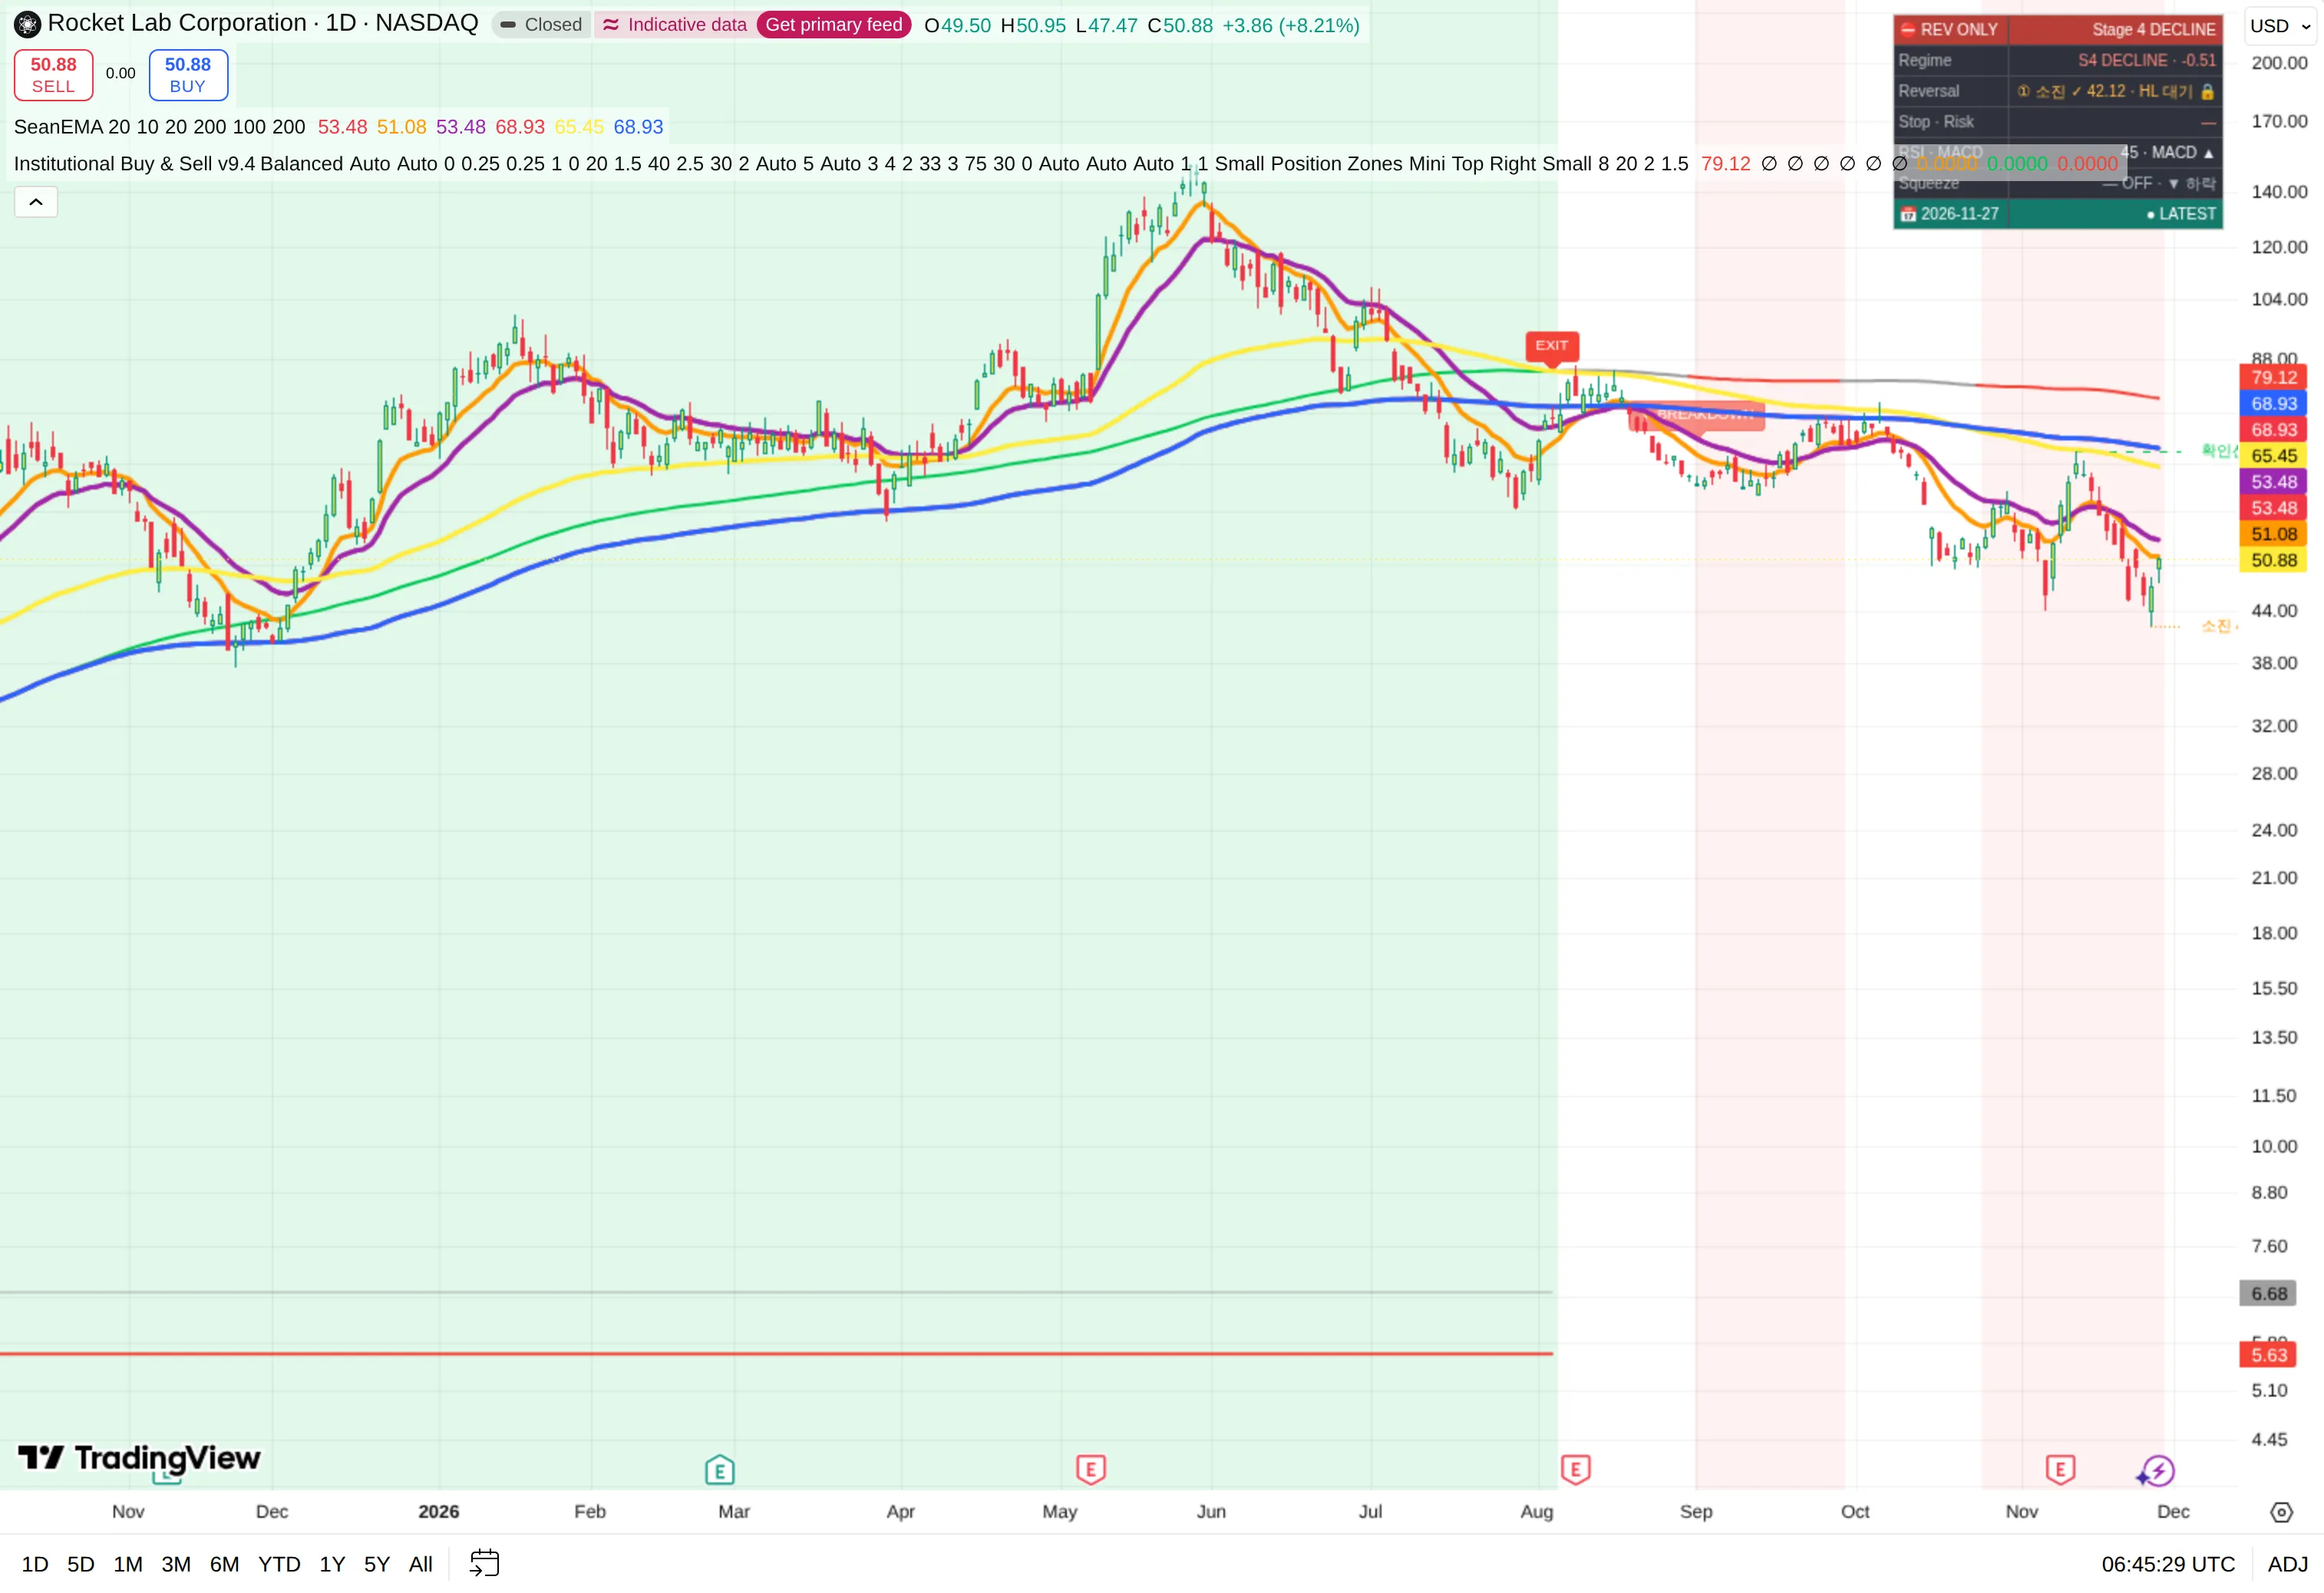 Rocket Lab Corporation · 1D · NASDAQ Closed Indicative data Get primary feed O49.50 H50.95 L47.47 C50.88 +3.86 (+8.21%)
USD
50.88 SELL
0.00
50.88 BUY
SeanEMA 20 10 20 200 100 200 53.48 51.08 53.48 68.93 65.45 68.93
Institutional Buy & Sell v9.4 Balanced Auto Auto 0 0.25 0.25 1 0 20 1.5 40 2.5 30 2 Auto 5 Auto 3 4 2 33 3 75 30 0 Auto Auto Auto 1 1 Small Position Zones Mini Top Right Small 8 20 2 1.5 79.12 ∅ ∅ ∅ ∅ ∅ ∅ 0.0000 0.0000 0.0000
REV ONLY Stage 4 DECLINE
Regime S4 DECLINE · -0.51
Reversal ① 소진 ✓ 42.12 · HL 대기
Stop · Risk —
RSI · MACD 45 · MACD ▲
Squeeze — OFF · ▼ 하락
2026-11-27 ● LATEST
EXIT
BREAKDOWN
소진
200.00
170.00
140.00
120.00
104.00
88.00
79.12
68.93
68.93
65.45
53.48
53.48
51.08
50.88
44.00
38.00
32.00
28.00
24.00
21.00
18.00
15.50
13.50
11.50
10.00
8.80
7.60
6.68
5.63
5.10
4.45
TradingView
E
E
E
E
Nov Dec 2026 Feb Mar Apr May Jun Jul Aug Sep Oct Nov Dec
1D 5D 1M 3M 6M YTD 1Y 5Y All
06:45:29 UTC ADJ